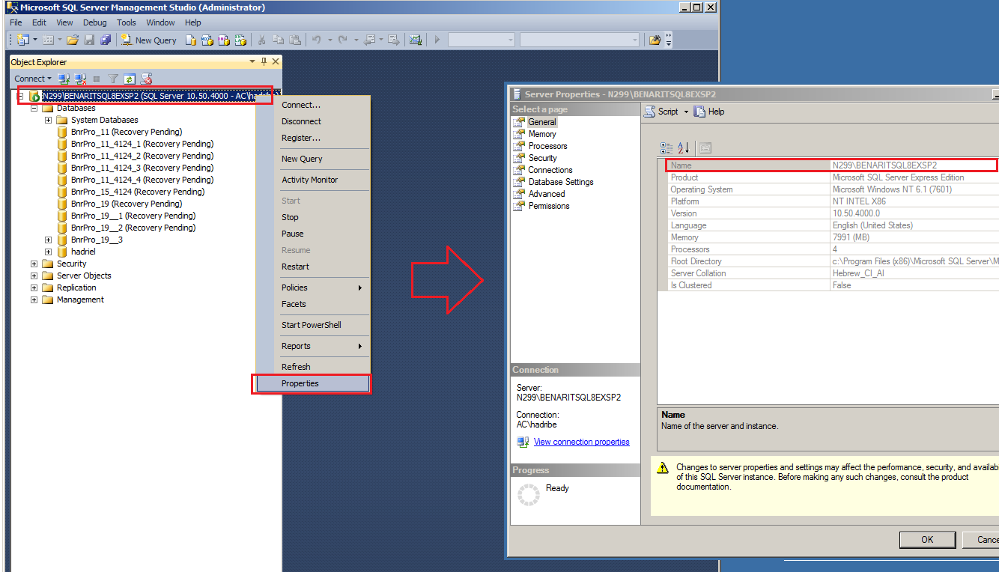 Microsoft SQL Server Management Studio (Administrator)
File Edit View Debug Tools Window Help
New Query
Object Explorer
Connect
N299\BENARITSQL8EXSP2 (SQL Server 10.50.4000 - AC\hadri
Databases
System Databases
BnrPro_11 (Recovery Pending)
BnrPro_11_4124_1 (Recovery Pending)
BnrPro_11_4124_2 (Recovery Pending)
BnrPro_11_4124_3 (Recovery Pending)
BnrPro_11_4124_4 (Recovery Pending)
BnrPro_15_4124 (Recovery Pending)
BnrPro_19 (Recovery Pending)
BnrPro_19__1 (Recovery Pending)
BnrPro_19__2 (Recovery Pending)
BnrPro_19__3
hadriel
Security
Server Objects
Replication
Management
Connect...
Disconnect
Register...
New Query
Activity Monitor
Start
Stop
Pause
Resume
Restart
Policies
Facets
Start PowerShell
Reports
Refresh
Properties
Server Properties - N299\BENARITSQL8EXSP2
Select a page
General
Memory
Processors
Security
Connections
Database Settings
Advanced
Permissions
Connection
Server:
N299\BENARITSQL8EXSP2
Connection:
AC\hadribe
View connection properties
Progress
Ready
Script Help
Name N299\BENARITSQL8EXSP2
Product Microsoft SQL Server Express Edition
Operating System Microsoft Windows NT 6.1 (7601)
Platform NT INTEL X86
Version 10.50.4000.0
Language English (United States)
Memory 7991 (MB)
Processors 4
Root Directory c:\Program Files (x86)\Microsoft SQL Server\M
Server Collation Hebrew_CI_AI
Is Clustered False
Name
Name of the server and instance.
Changes to server properties and settings may affect the performance, security, and availab
of this SQL Server instance. Before making any such changes, consult the product
documentation.
OK Cance